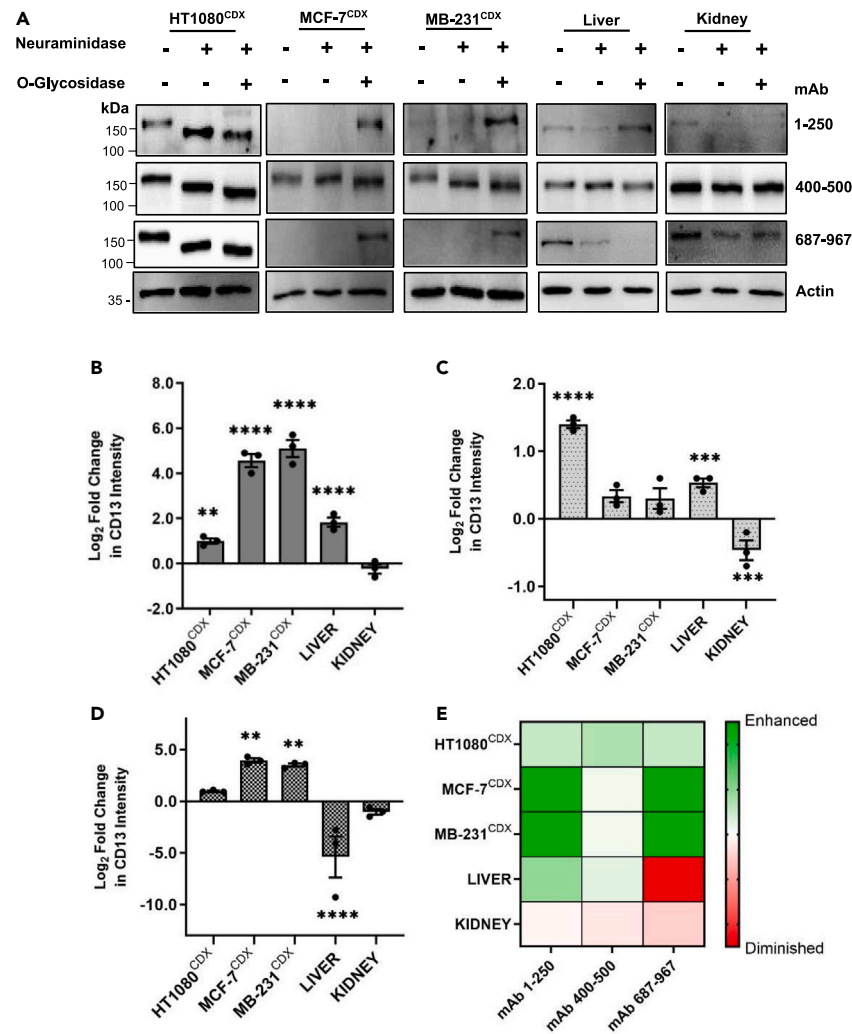 A
HT1080CDX MCF-7CDX MB-231CDX Liver Kidney
Neuraminidase - + + - + + - + + - + + - + +
O-Glycosidase - - + - - + - - + - - + - - +
kDa mAb
150 1-250
100
150 400-500
100
150 687-967
100
35 - Actin
B
Log2 Fold Change
in CD13 Intensity
8.0
6.0
4.0
2.0
0.0
-2.0
** **** **** ****
HT1080CDX MCF-7CDX MB-231CDX LIVER KIDNEY
C
Log2 Fold Change
in CD13 Intensity
2.0
1.0
0.0
-1.0
**** *** ***
HT1080CDX MCF-7CDX MB-231CDX LIVER KIDNEY
D
Log2 Fold Change
in CD13 Intensity
5.0
0.0
-5.0
-10.0
** ** ****
HT1080CDX MCF-7CDX MB-231CDX LIVER KIDNEY
E
HT1080CDX
MCF-7CDX
MB-231CDX
LIVER
KIDNEY
mAb 1-250 mAb 400-500 mAb 687-967
Enhanced
Diminished